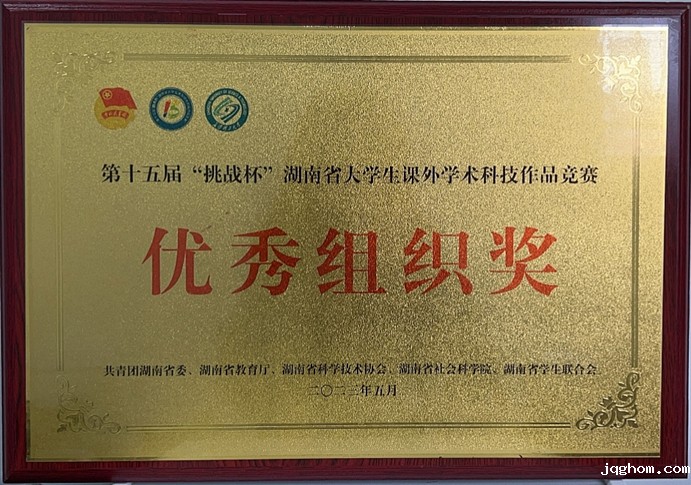 第十五届“挑战杯”湖南省大学生课外学术科技作品竞赛
优秀组织奖
共青团湖南省委、湖南省教育厅、湖南省科学技术协会、湖南省社会科学院、湖南省学生联合会
二〇二三年五月
jqghom.com